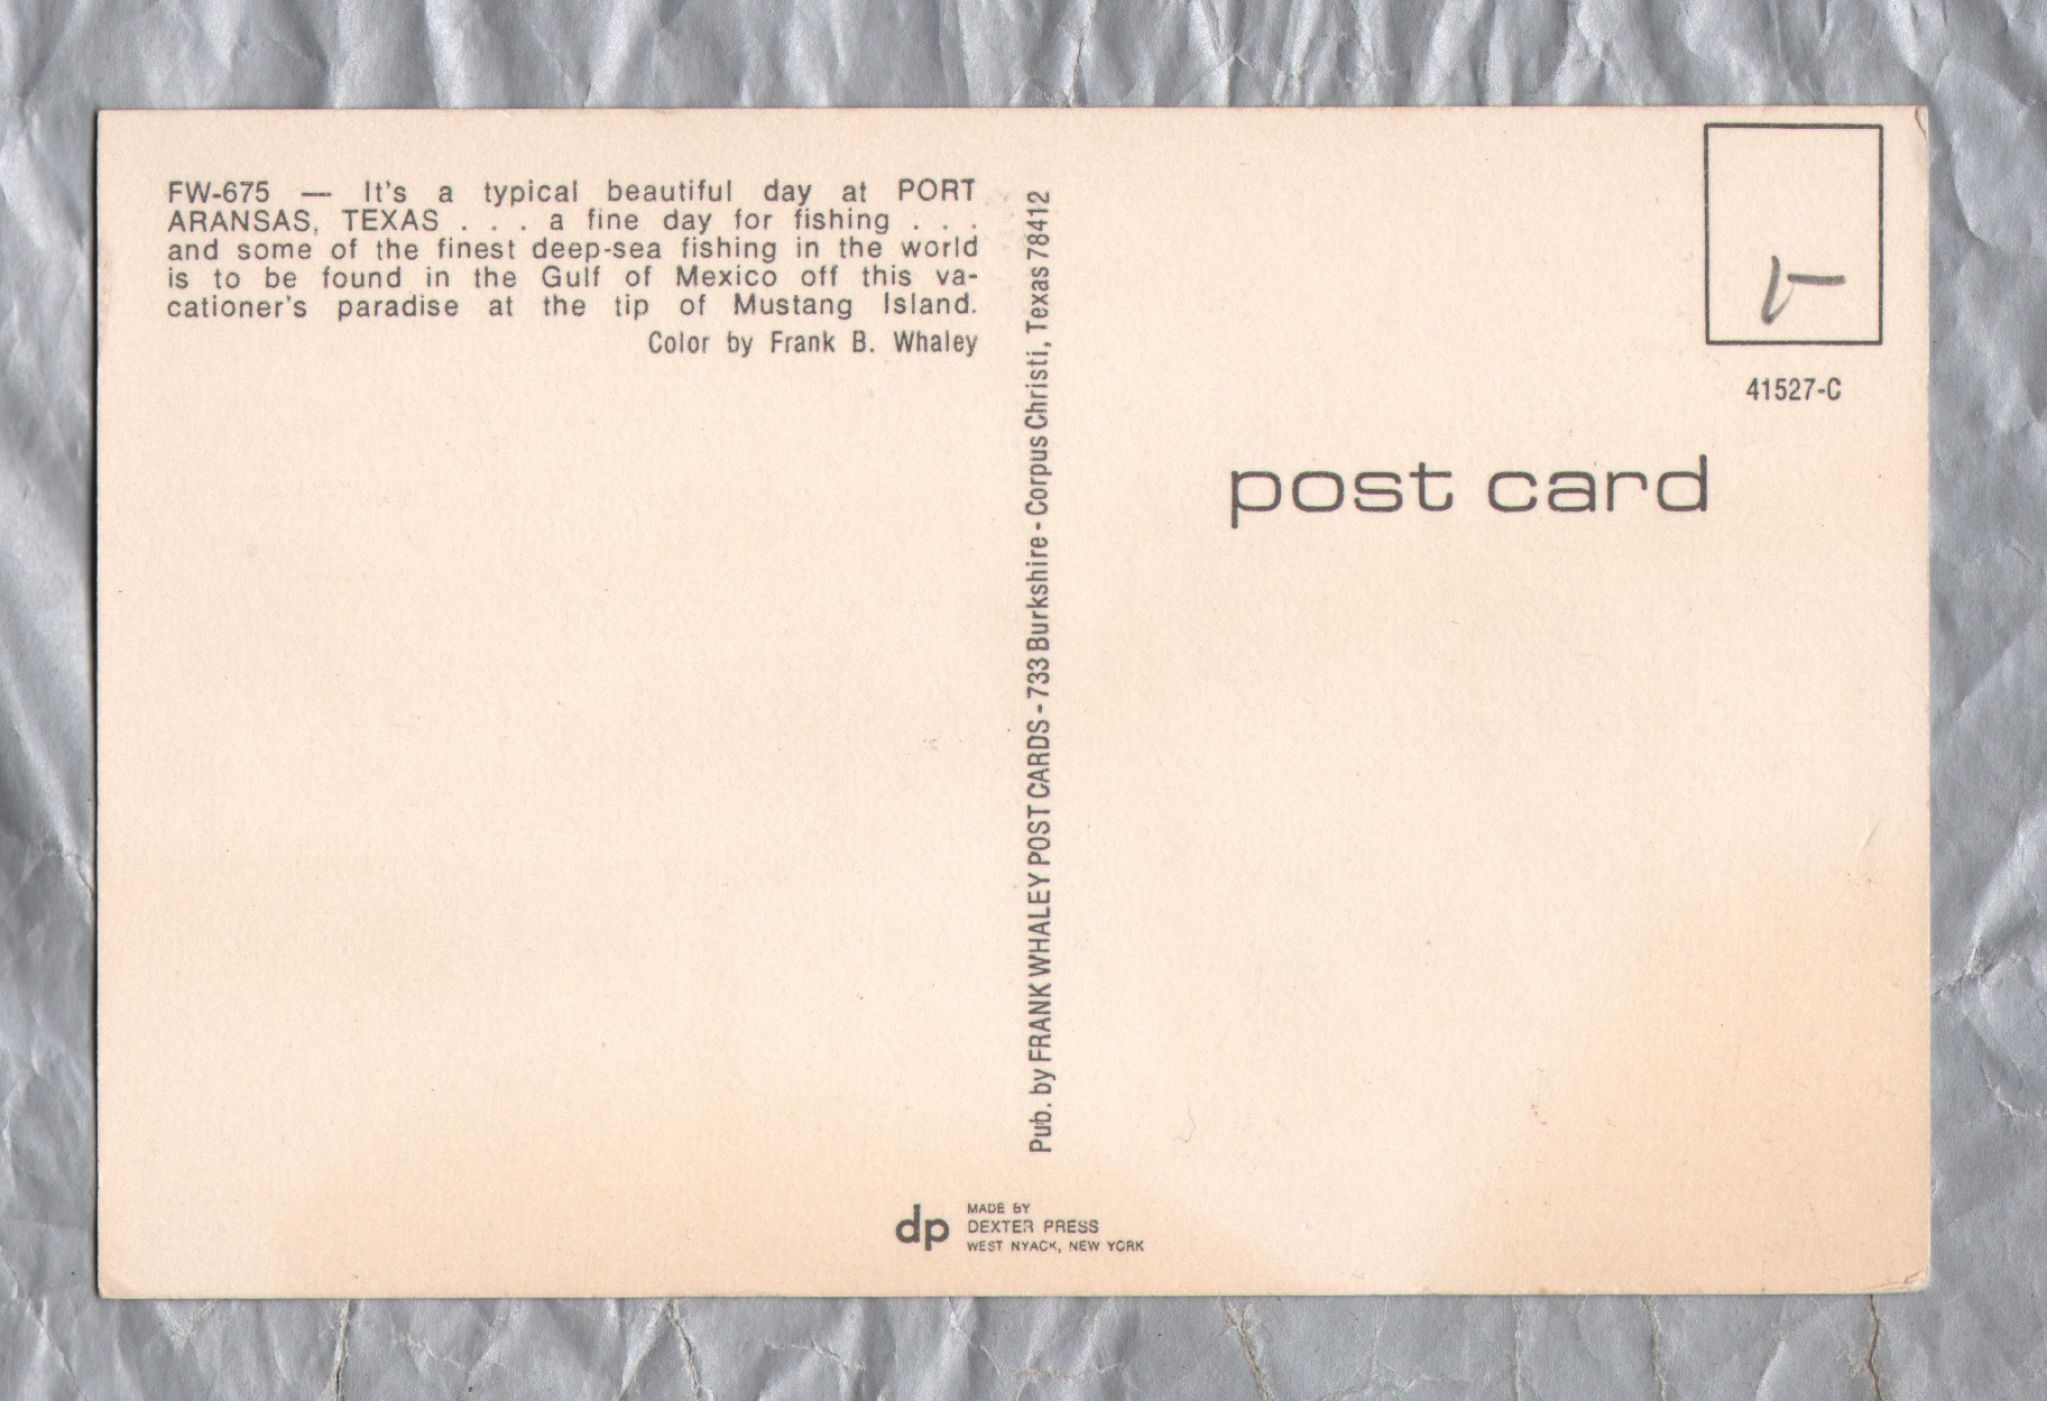 FW-675 — It's a typical beautiful day at PORT
ARANSAS, TEXAS . . . a fine day for fishing . . .
and some of the finest deep-sea fishing in the world
is to be found in the Gulf of Mexico off this va-
cationer's paradise at the tip of Mustang Island.
Color by Frank B. Whaley
Pub. by FRANK WHALEY POST CARDS - 733 Burkshire - Corpus Christi, Texas 78412
41527-C
post card
dp
MADE BY
DEXTER PRESS
WEST NYACK, NEW YORK